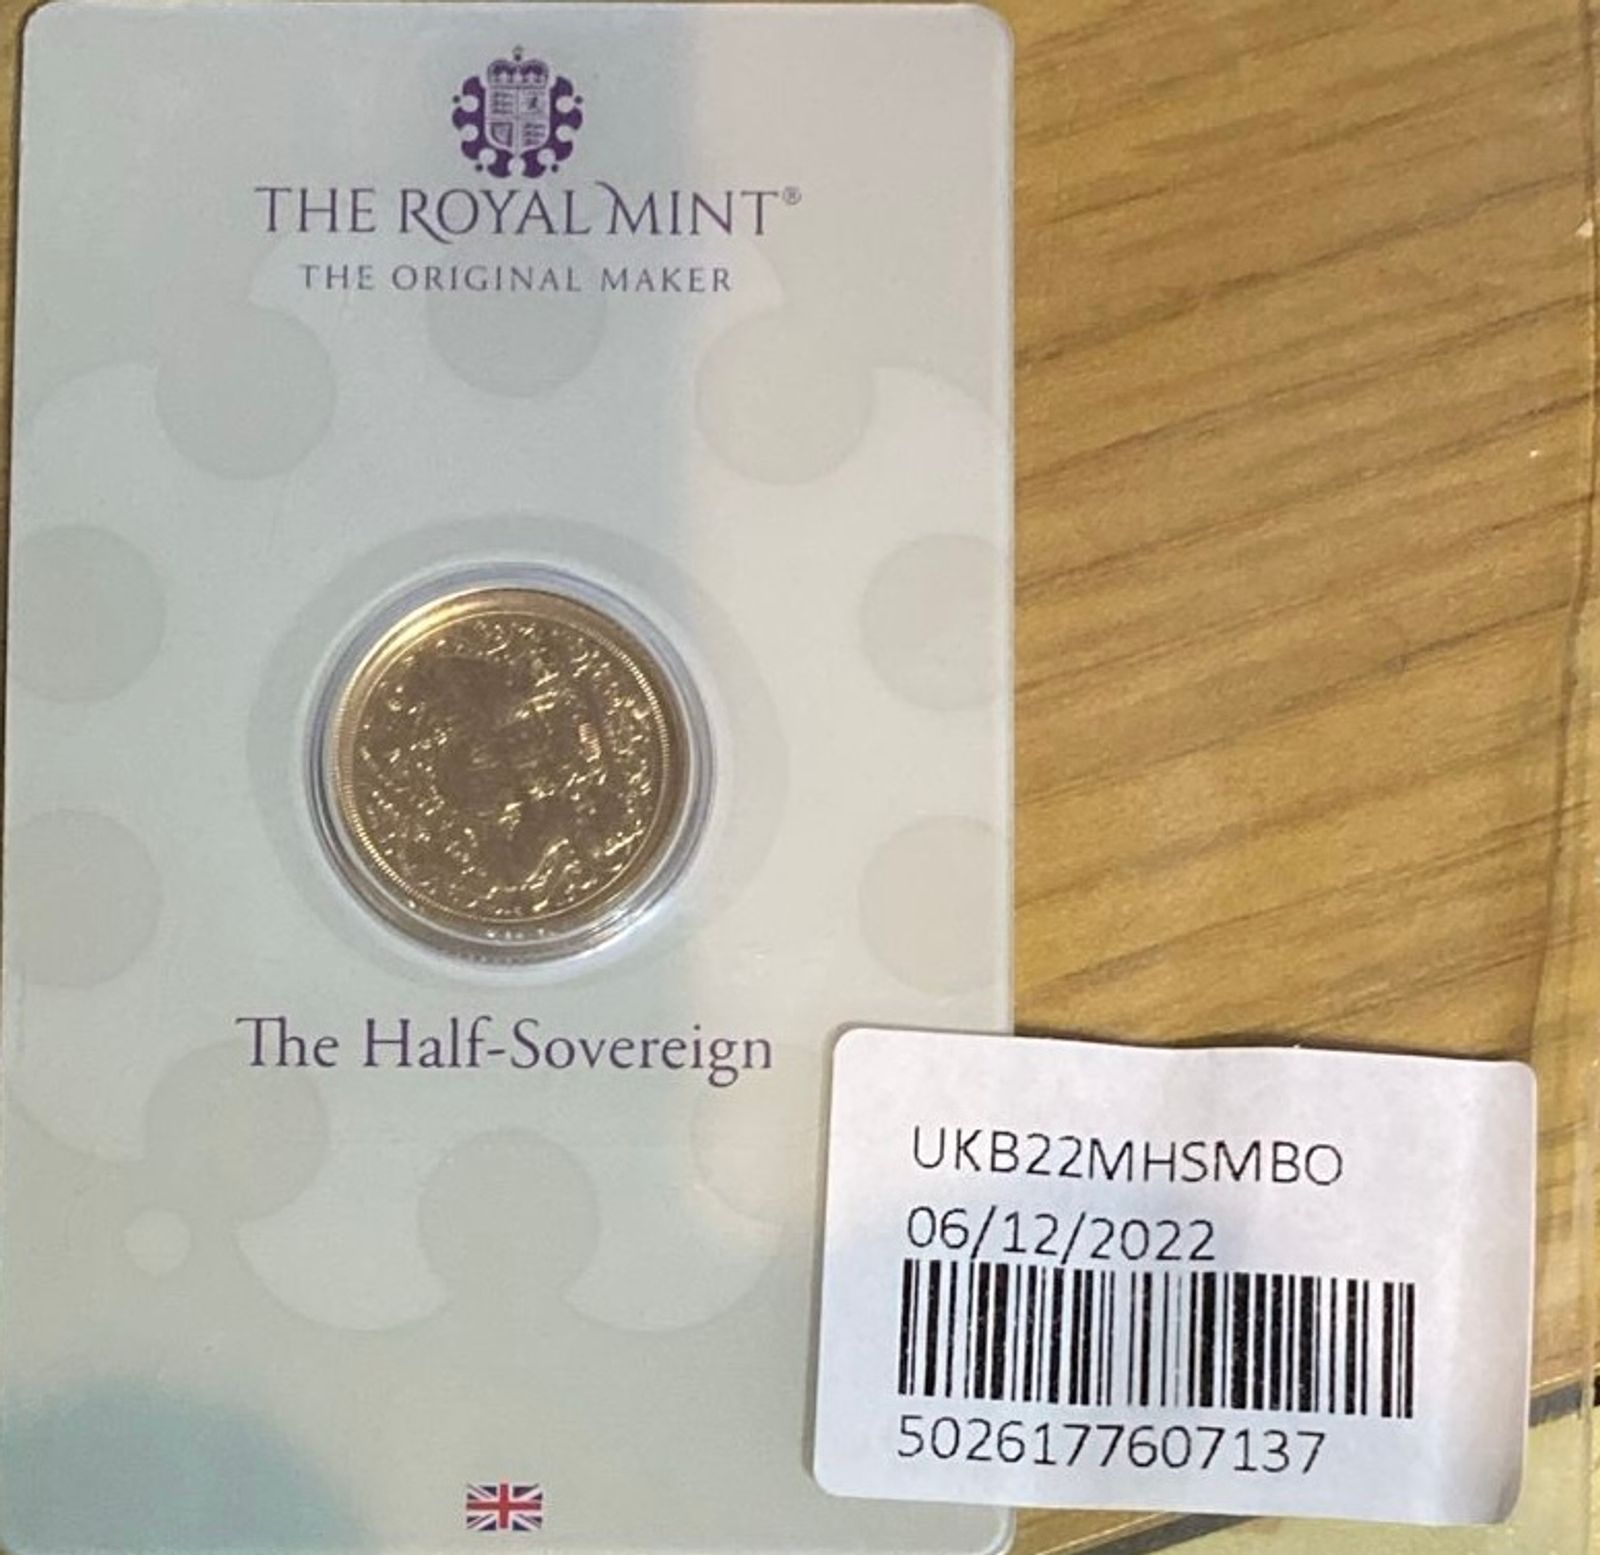 THE ROYAL MINT®
THE ORIGINAL MAKER
The Half-Sovereign
UKB22MHSMBO
06/12/2022
5026177607137